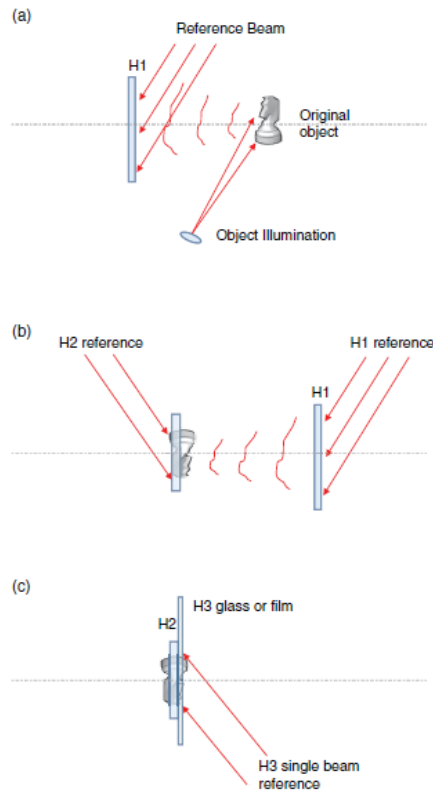 (a)
Reference Beam
H1
Original
object
Object Illumination
(b)
H2 reference
H1 reference
H1
(c)
H3 glass or film
H2
H3 single beam
reference